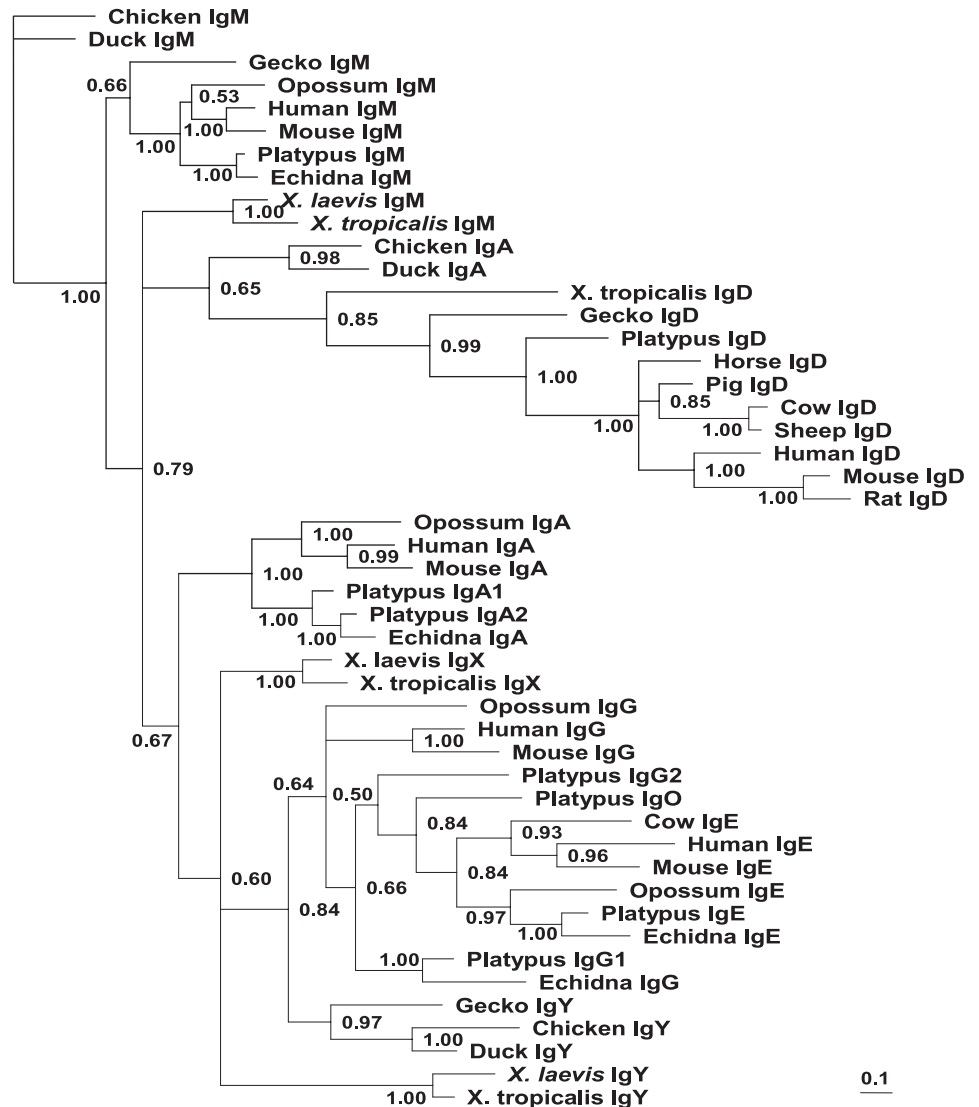 Chicken IgM
Duck IgM
Gecko IgM
0.66
Opossum IgM
0.53
Human IgM
1.00
Mouse IgM
1.00
Platypus IgM
1.00
Echidna IgM
X. laevis IgM
1.00
X. tropicalis IgM
Chicken IgA
0.98
Duck IgA
1.00
0.65
X. tropicalis IgD
0.85
Gecko IgD
0.99
Platypus IgD
1.00
Horse IgD
Pig IgD
0.85
Cow IgD
1.00
1.00
Sheep IgD
Human IgD
0.79
1.00
Mouse IgD
1.00
Rat IgD
Opossum IgA
1.00
Human IgA
0.99
Mouse IgA
1.00
Platypus IgA1
1.00
Platypus IgA2
1.00
Echidna IgA
X. laevis IgX
1.00
X. tropicalis IgX
Opossum IgG
Human IgG
1.00
0.67
Mouse IgG
Platypus IgG2
0.64
0.50
Platypus IgO
0.84
Cow IgE
0.93
Human IgE
0.96
Mouse IgE
0.84
0.60
0.66
Opossum IgE
0.84
0.97
Platypus IgE
1.00
Echidna IgE
1.00
Platypus IgG1
Echidna IgG
Gecko IgY
0.97
Chicken IgY
1.00
Duck IgY
X. laevis IgY
0.1
1.00
X. tropicalis IgY